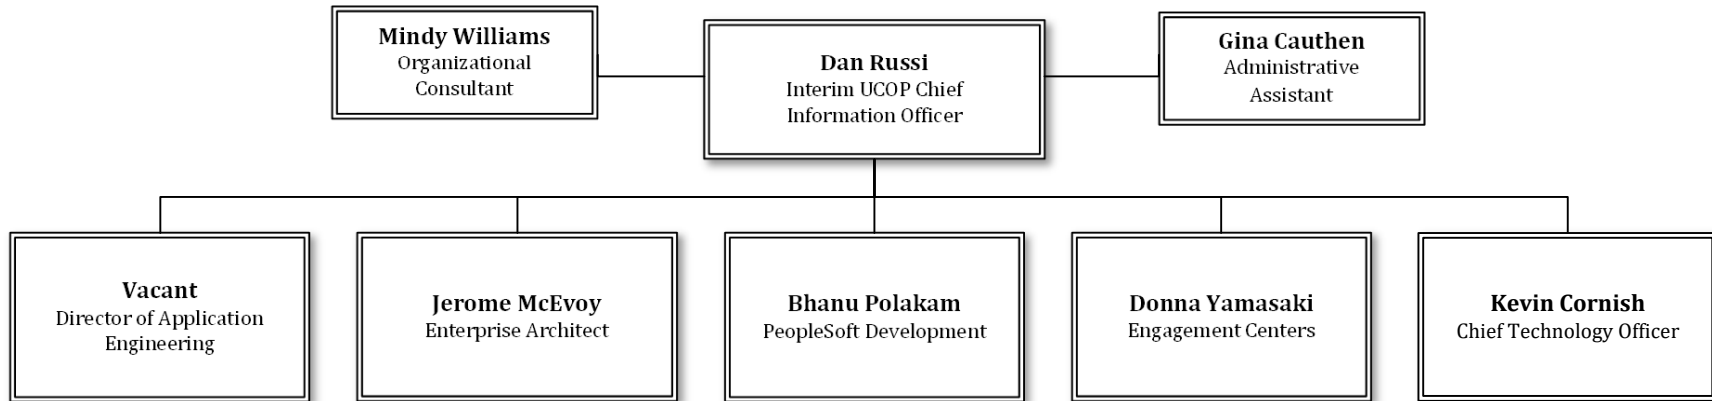 Mindy Williams
Organizational
Consultant
Dan Russi
Interim UCOP Chief
Information Officer
Gina Cauthen
Administrative
Assistant
Vacant
Director of Application
Engineering
Jerome McEvoy
Enterprise Architect
Bhanu Polakam
PeopleSoft Development
Donna Yamasaki
Engagement Centers
Kevin Cornish
Chief Technology Officer